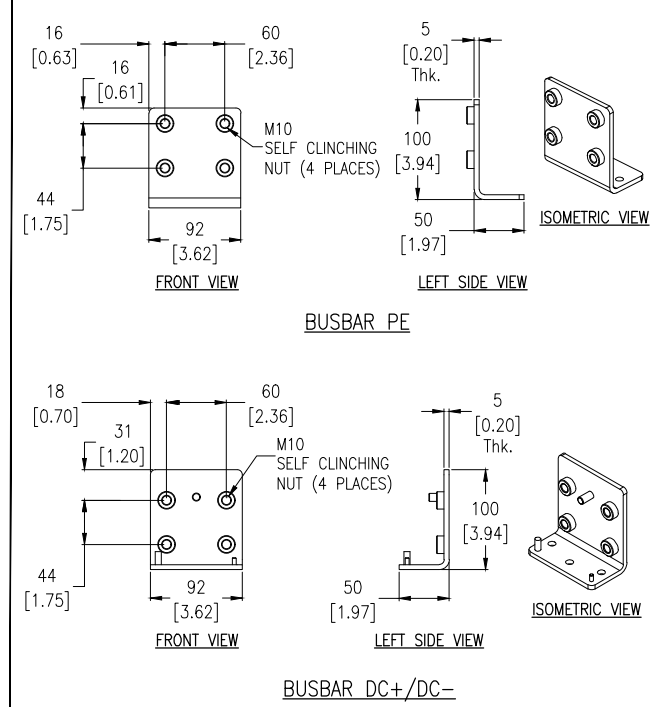 16
[0.63]
60
[2.36]
16
[0.61]
M10
SELF CLINCHING
NUT (4 PLACES)
44
[1.75]
92
[3.62]
FRONT VIEW
5
[0.20]
Thk.
100
[3.94]
50
[1.97]
LEFT SIDE VIEW
ISOMETRIC VIEW
BUSBAR PE
18
[0.70]
60
[2.36]
31
[1.20]
M10
SELF CLINCHING
NUT (4 PLACES)
44
[1.75]
92
[3.62]
FRONT VIEW
5
[0.20]
Thk.
100
[3.94]
50
[1.97]
LEFT SIDE VIEW
ISOMETRIC VIEW
BUSBAR DC+/DC-